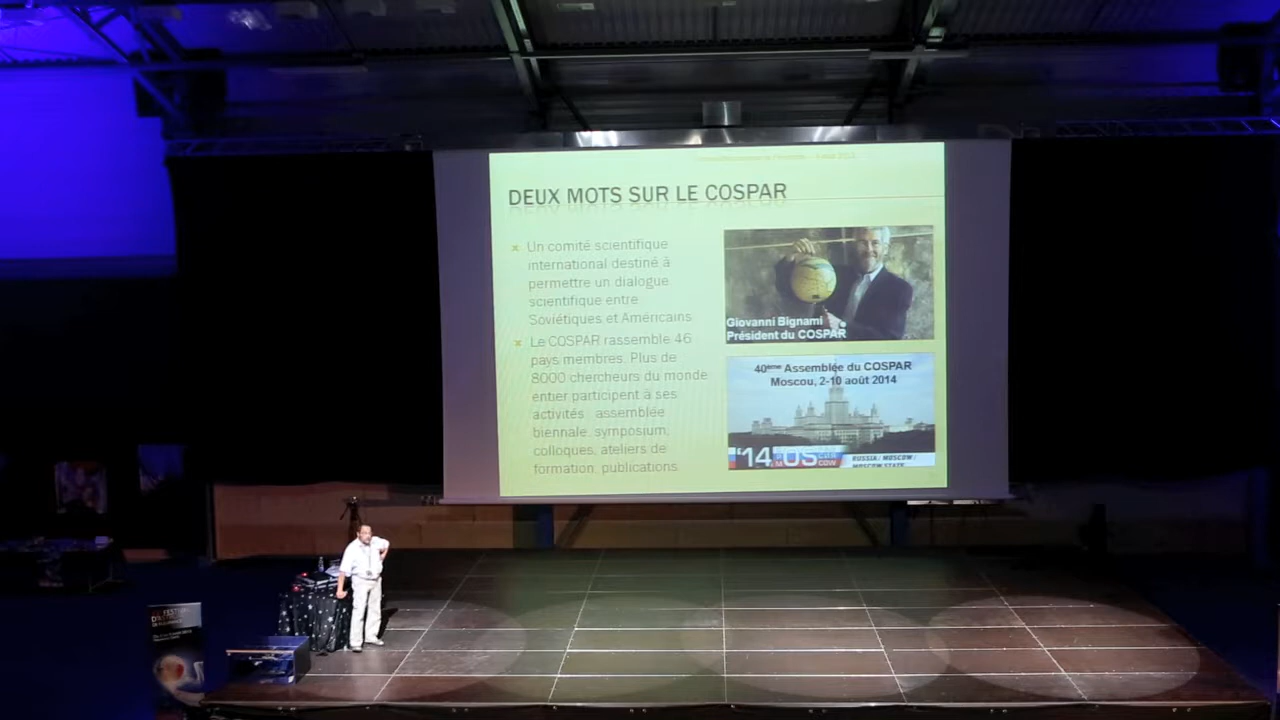 DEUX MOTS SUR LE COSPAR
Un comité scientifique
international destiné à
permettre un dialogue
scientifique entre
Soviétiques et Américains
Le COSPAR rassemble 46
pays membres. Plus de
8000 chercheurs du monde
entier participent à ses
activités : assemblée
biennale, symposium,
colloques, ateliers de
formation, publications.
Giovanni Bignami
Président du COSPAR
40ème Assemblée du COSPAR
Moscou, 2-10 août 2014
'14
RUSSIA / MOSCOW /
MOSCOW STATE
FESTIVAL